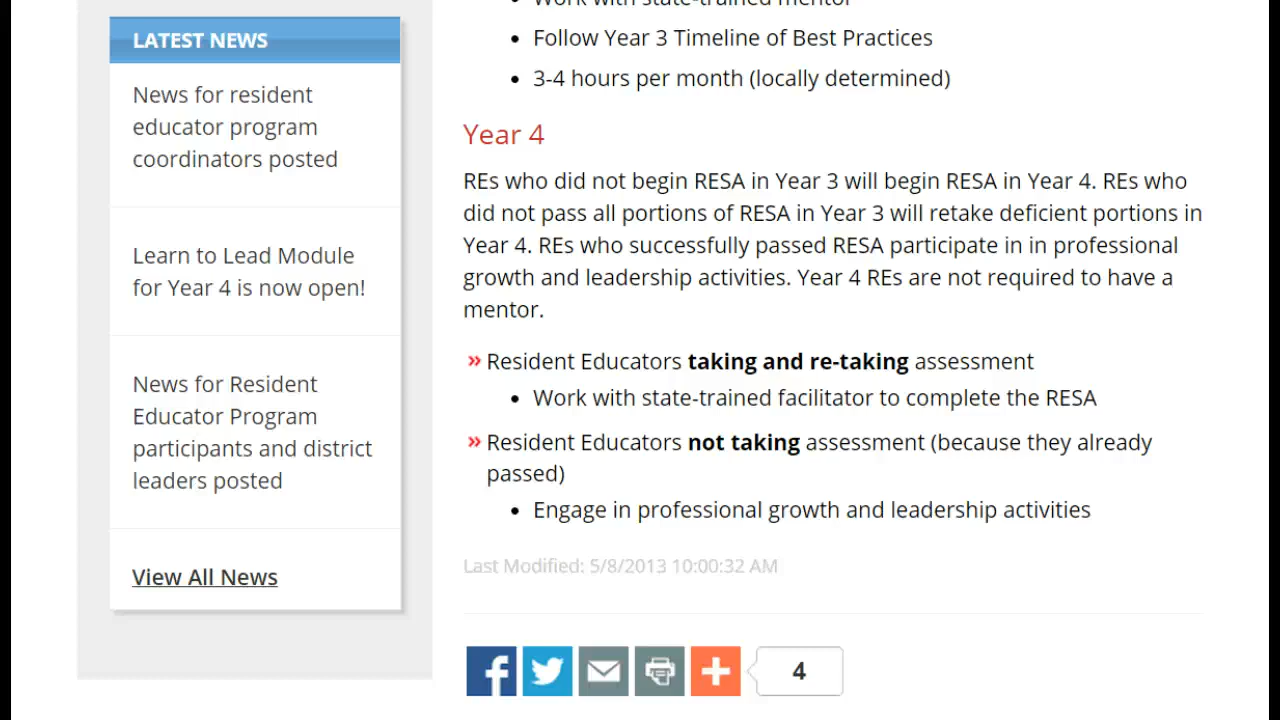 LATEST NEWS
News for resident
educator program
coordinators posted
Learn to Lead Module
for Year 4 is now open!
News for Resident
Educator Program
participants and district
leaders posted
View All News
Work with state-trained mentor
• Follow Year 3 Timeline of Best Practices
• 3-4 hours per month (locally determined)
Year 4
REs who did not begin RESA in Year 3 will begin RESA in Year 4. REs who
did not pass all portions of RESA in Year 3 will retake deficient portions in
Year 4. REs who successfully passed RESA participate in in professional
growth and leadership activities. Year 4 REs are not required to have a
mentor.
» Resident Educators taking and re-taking assessment
• Work with state-trained facilitator to complete the RESA
» Resident Educators not taking assessment (because they already
passed)
• Engage in professional growth and leadership activities
Last Modified: 5/8/2013 10:00:32 AM
4